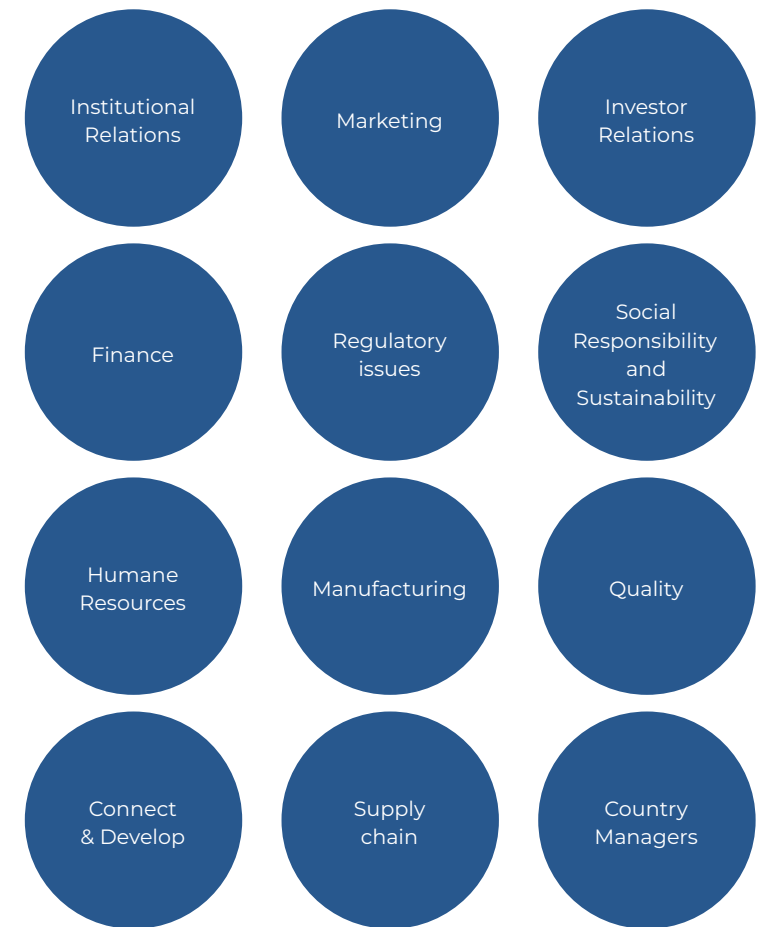 Institutional
Relations
Marketing
Investor
Relations
Finance
Regulatory
issues
Social
Responsibility
and
Sustainability
Humane
Resources
Manufacturing
Quality
Connect
& Develop
Supply
chain
Country
Managers